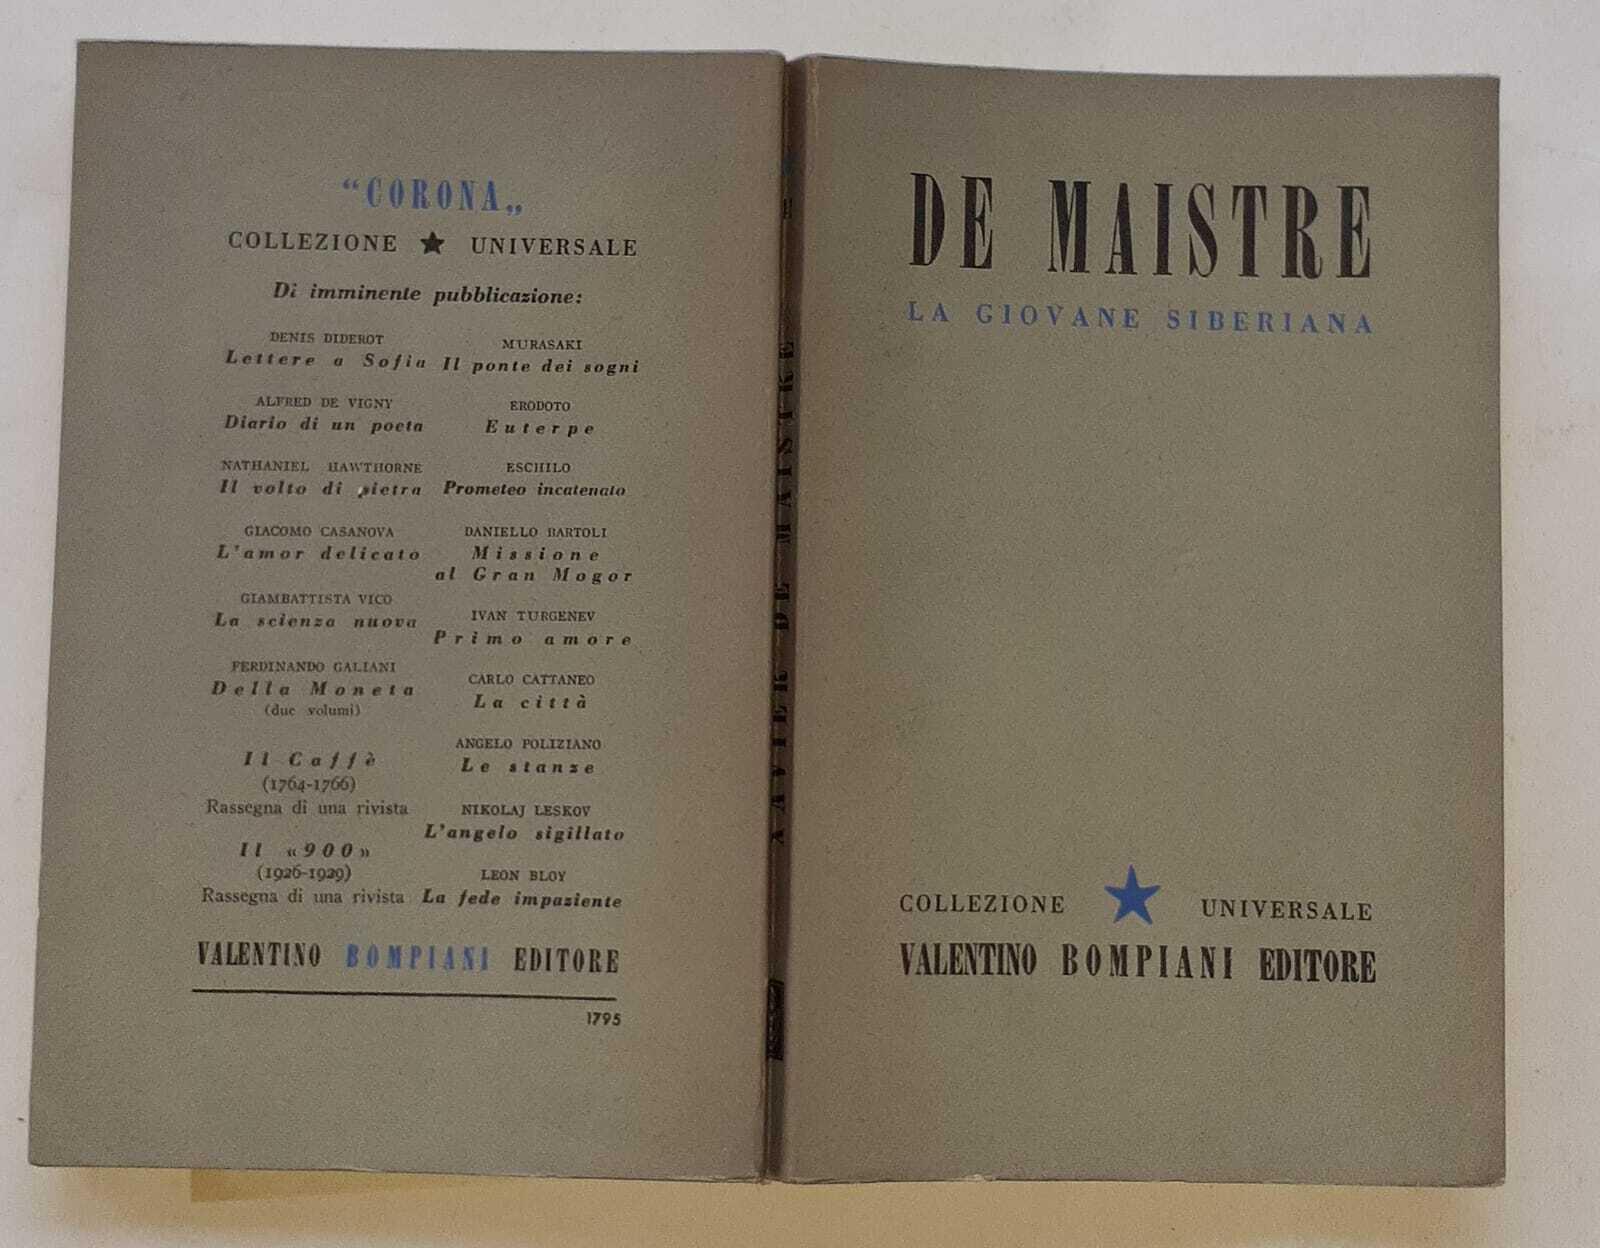 “CORONA„
COLLEZIONE ★ UNIVERSALE
Di imminente pubblicazione:
DENIS DIDEROT
Lettere a Sofia
ALFRED DE VIGNY
Diario di un poeta
NATHANIEL HAWTHORNE
Il volto di pietra
GIACOMO CASANOVA
L'amor delicato
GIAMBATTISTA VICO
La scienza nuova
FERDINANDO GALIANI
Della Moneta
(due volumi)
Il Caffè
(1764-1766)
Rassegna di una rivista
Il «900»
(1926-1929)
Rassegna di una rivista
MURASAKI
Il ponte dei sogni
ERODOTO
Euterpe
ESCHILO
Prometeo incatenato
DANIELLO BARTOLI
Missione
al Gran Mogor
IVAN TURGENEV
Primo amore
CARLO CATTANEO
La città
ANGELO POLIZIANO
Le stanze
NIKOLAJ LESKOV
L'angelo sigillato
LEON BLOY
La fede impaziente
VALENTINO BOMPIANI EDITORE
1795
XAVIER DE MAISTRE
DE MAISTRE
LA GIOVANE SIBERIANA
COLLEZIONE ★ UNIVERSALE
VALENTINO BOMPIANI EDITORE